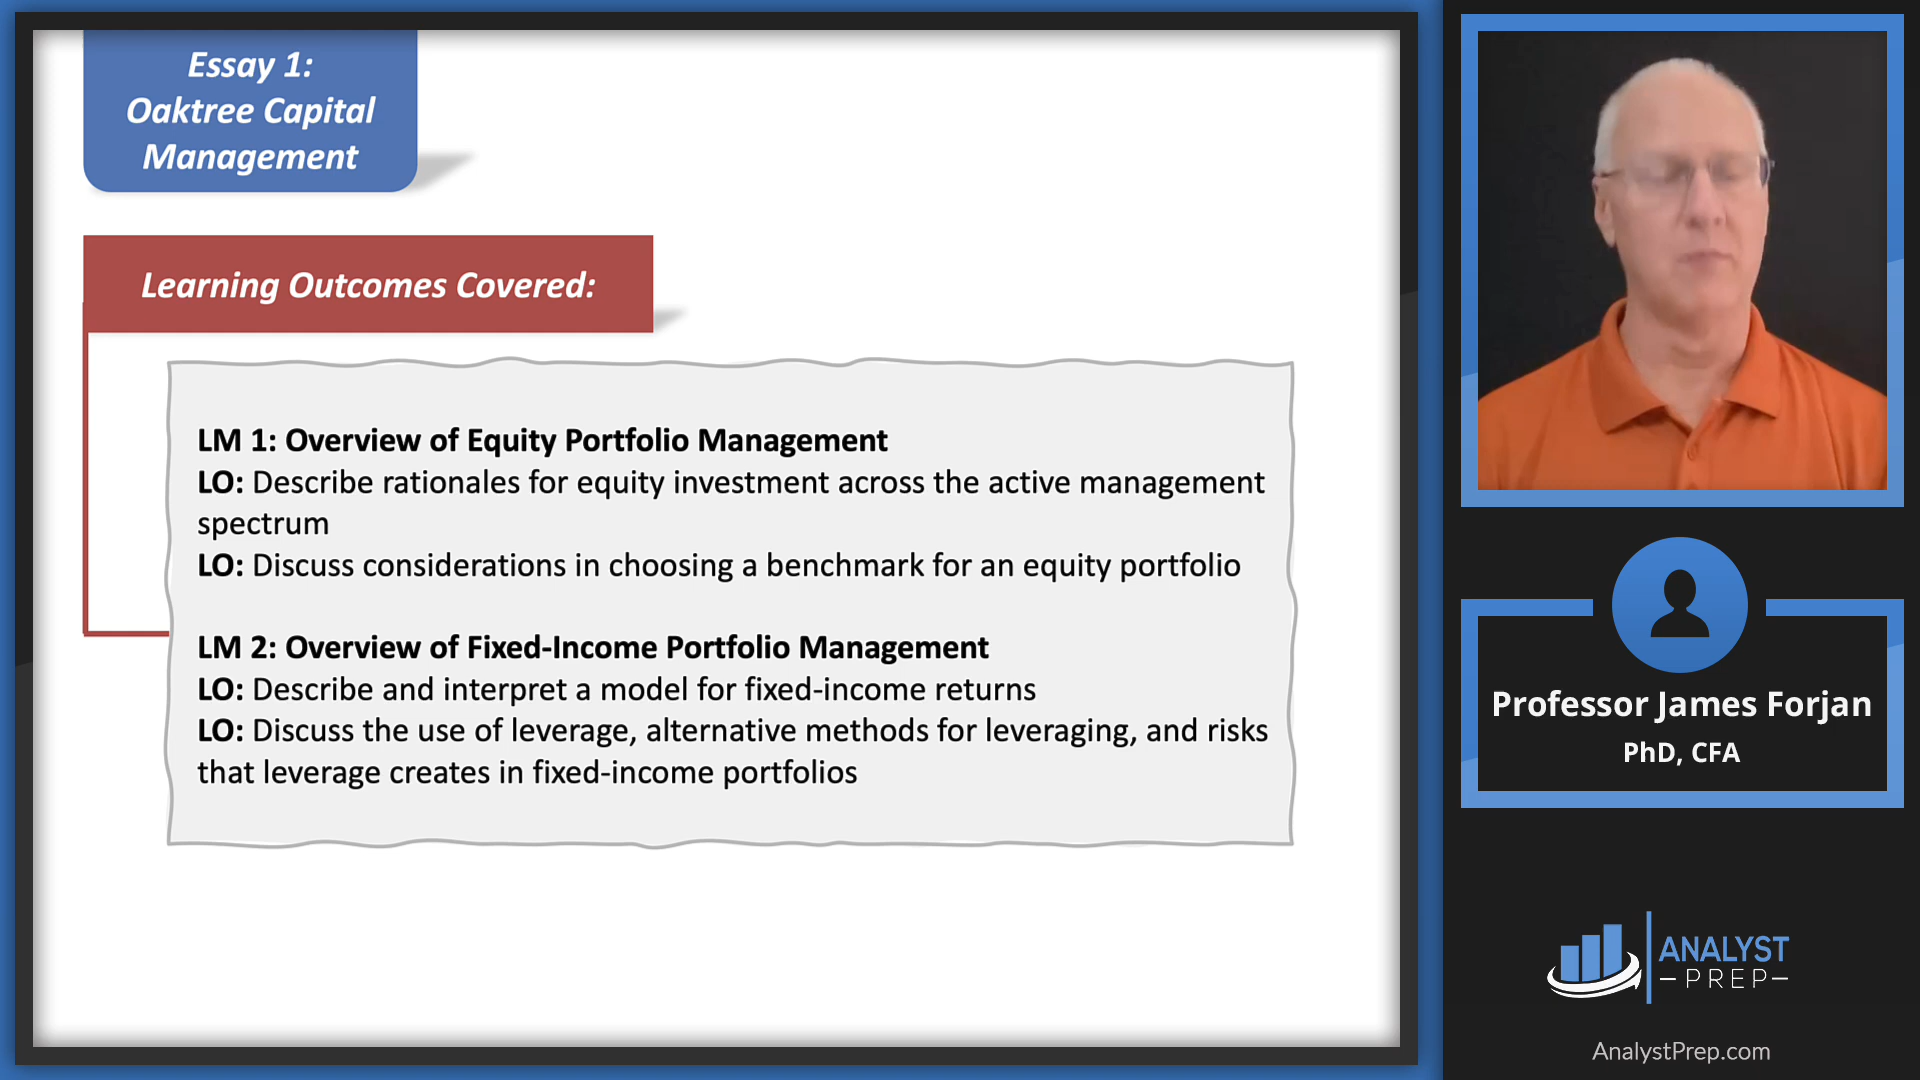 Essay 1:
Oaktree Capital
Management
Learning Outcomes Covered:
LM 1: Overview of Equity Portfolio Management
LO: Describe rationales for equity investment across the active management
spectrum
LO: Discuss considerations in choosing a benchmark for an equity portfolio
LM 2: Overview of Fixed-Income Portfolio Management
LO: Describe and interpret a model for fixed-income returns
LO: Discuss the use of leverage, alternative methods for leveraging, and risks
that leverage creates in fixed-income portfolios
Professor James Forjan
PhD, CFA
ANALYST
PREP
AnalystPrep.com